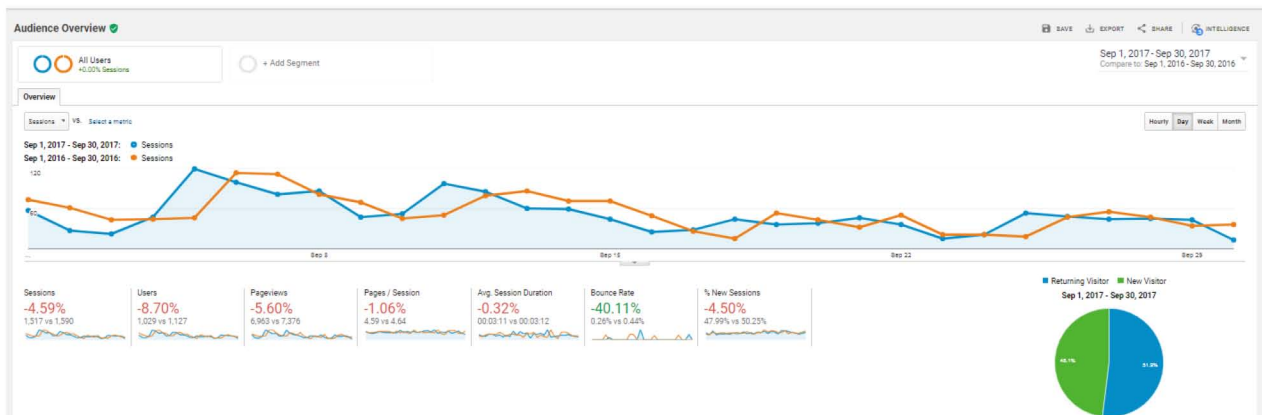 Audience Overview
SAVE EXPORT SHARE INTELLIGENCE
All Users
+0.00% Sessions
+ Add Segment
Sep 1, 2017 - Sep 30, 2017
Compare to: Sep 1, 2016 - Sep 30, 2016
Overview
Sessions VS. Select a metric
Hourly Day Week Month
Sep 1, 2017 - Sep 30, 2017: Sessions
Sep 1, 2016 - Sep 30, 2016: Sessions
120
60
...
Sep 8 Sep 15 Sep 22 Sep 29
Returning Visitor New Visitor
Sep 1, 2017 - Sep 30, 2017
Sessions
-4.59%
1,517 vs 1,590
Users
-8.70%
1,029 vs 1,127
Pageviews
-5.60%
6,963 vs 7,376
Pages / Session
-1.06%
4.59 vs 4.64
Avg. Session Duration
-0.32%
00:03:11 vs 00:03:12
Bounce Rate
-40.11%
0.26% vs 0.44%
% New Sessions
-4.50%
47.99% vs 50.25%